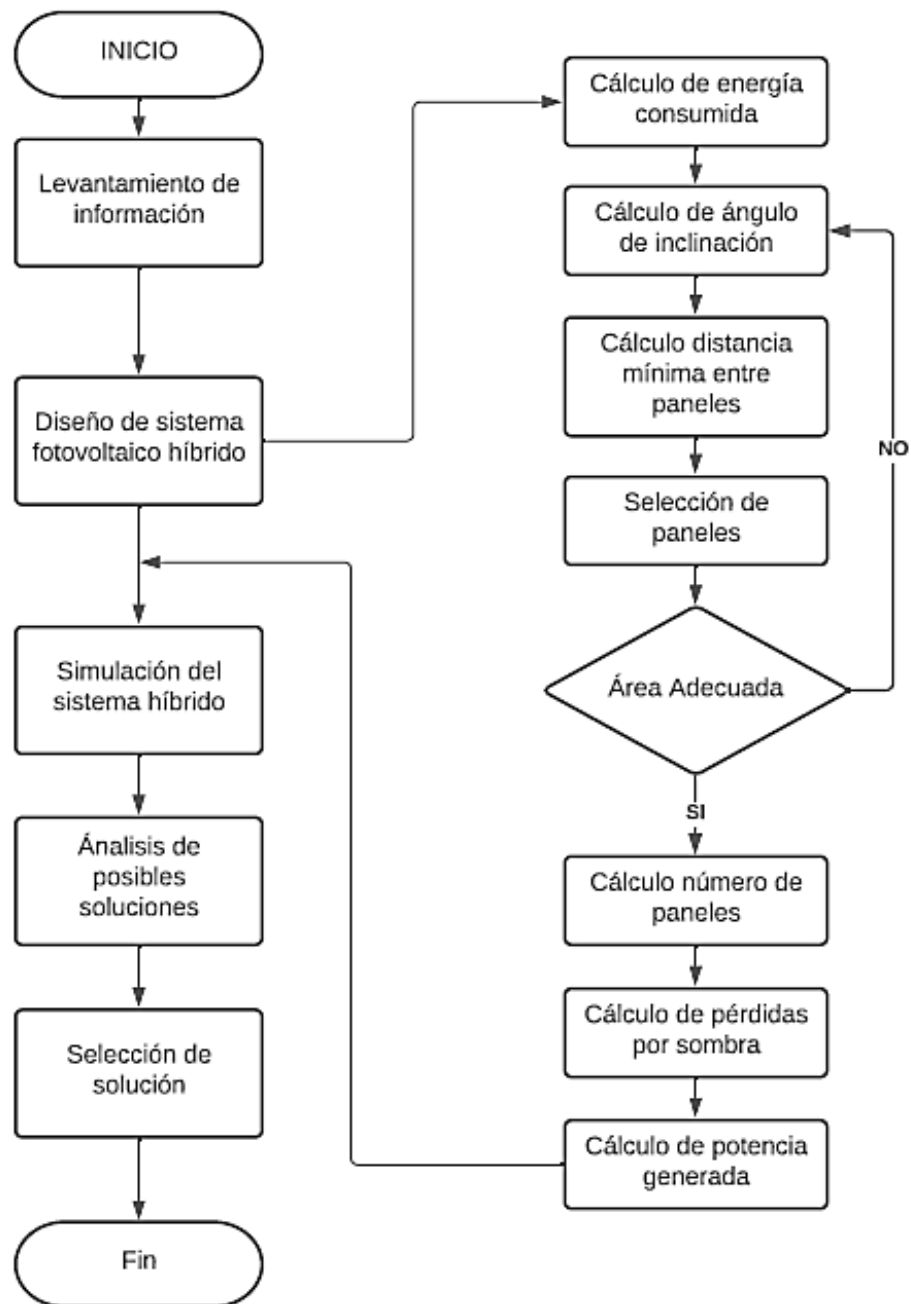 INICIO
Levantamiento de
información
Diseño de sistema
fotovoltaico híbrido
Simulación del
sistema híbrido
Ánalisis de
posibles
soluciones
Selección de
solución
Fin
Cálculo de energía
consumida
Cálculo de ángulo
de inclinación
Cálculo distancia
mínima entre
paneles
Selección de
paneles
Área Adecuada
NO
SI
Cálculo número de
paneles
Cálculo de pérdidas
por sombra
Cálculo de potencia
generada